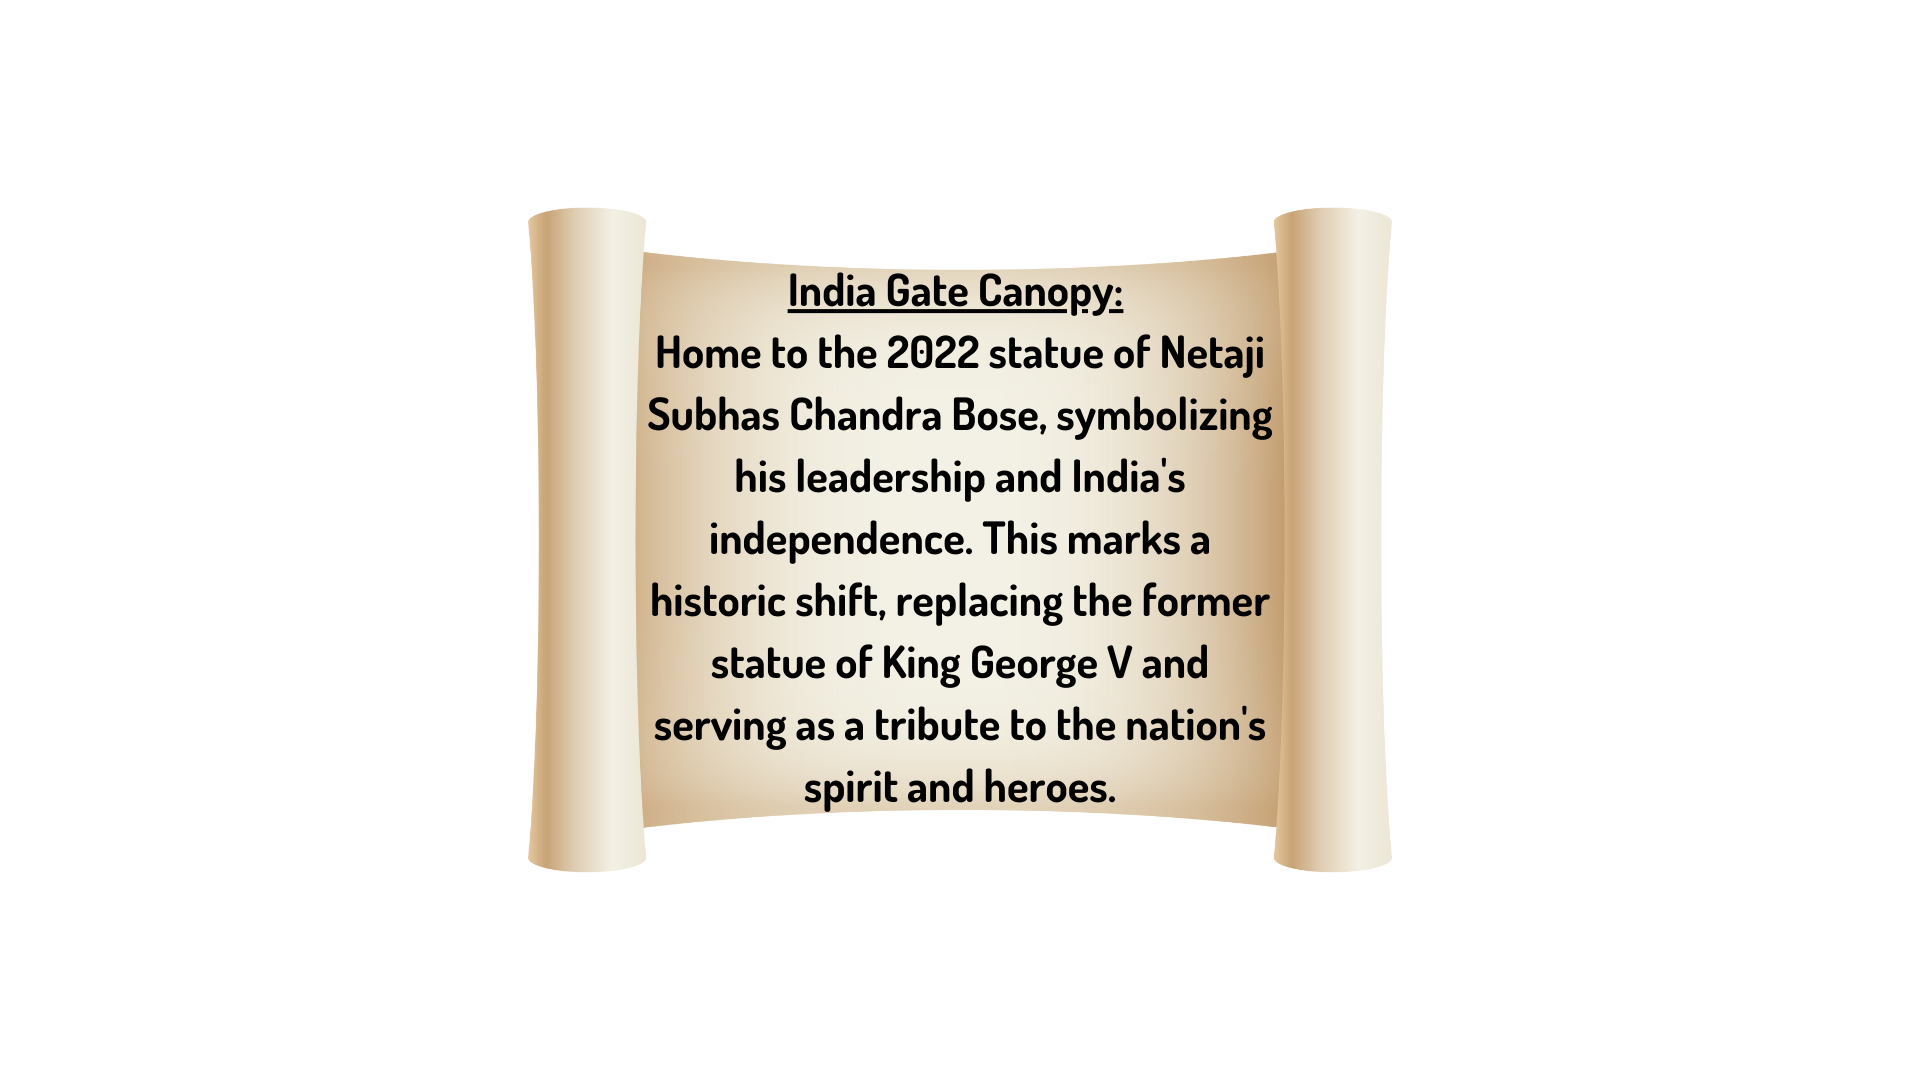 India Gate Canopy:
Home to the 2022 statue of Netaji
Subhas Chandra Bose, symbolizing
his leadership and India's
independence. This marks a
historic shift, replacing the former
statue of King George V and
serving as a tribute to the nation's
spirit and heroes.